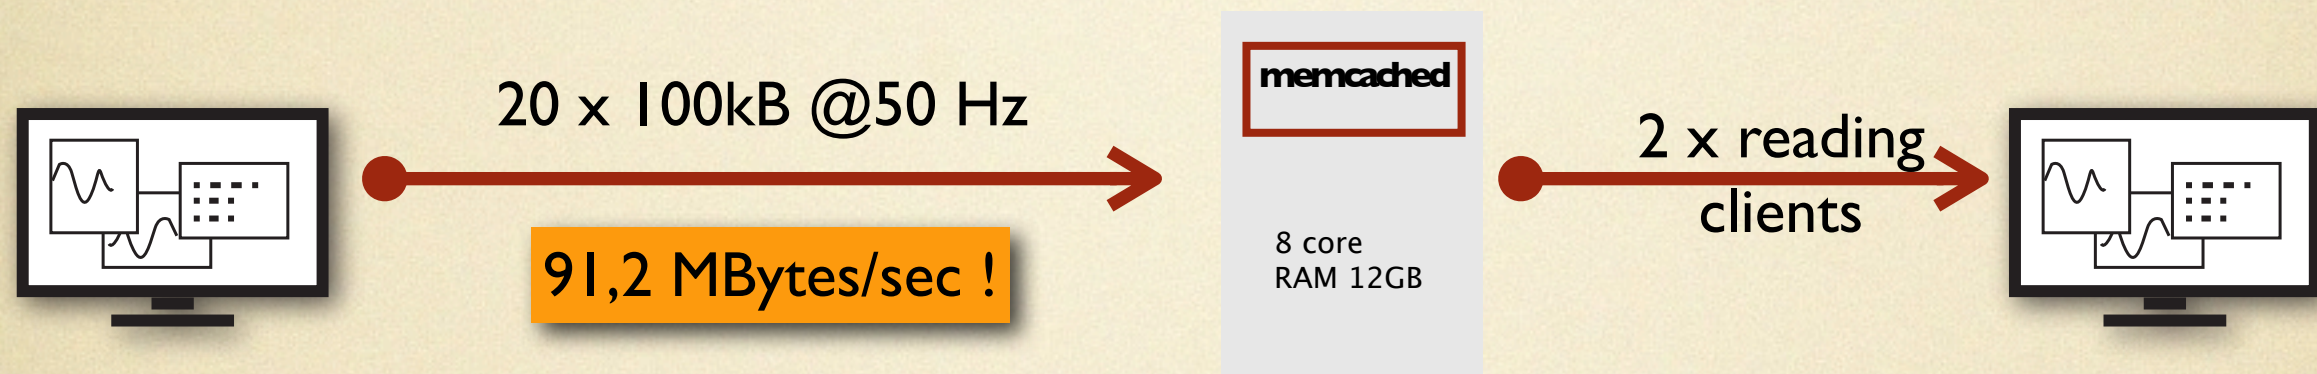 20 x 100kB @50 Hz
91,2 MBytes/sec !
memcached
8 core
RAM 12GB
2 x reading
clients